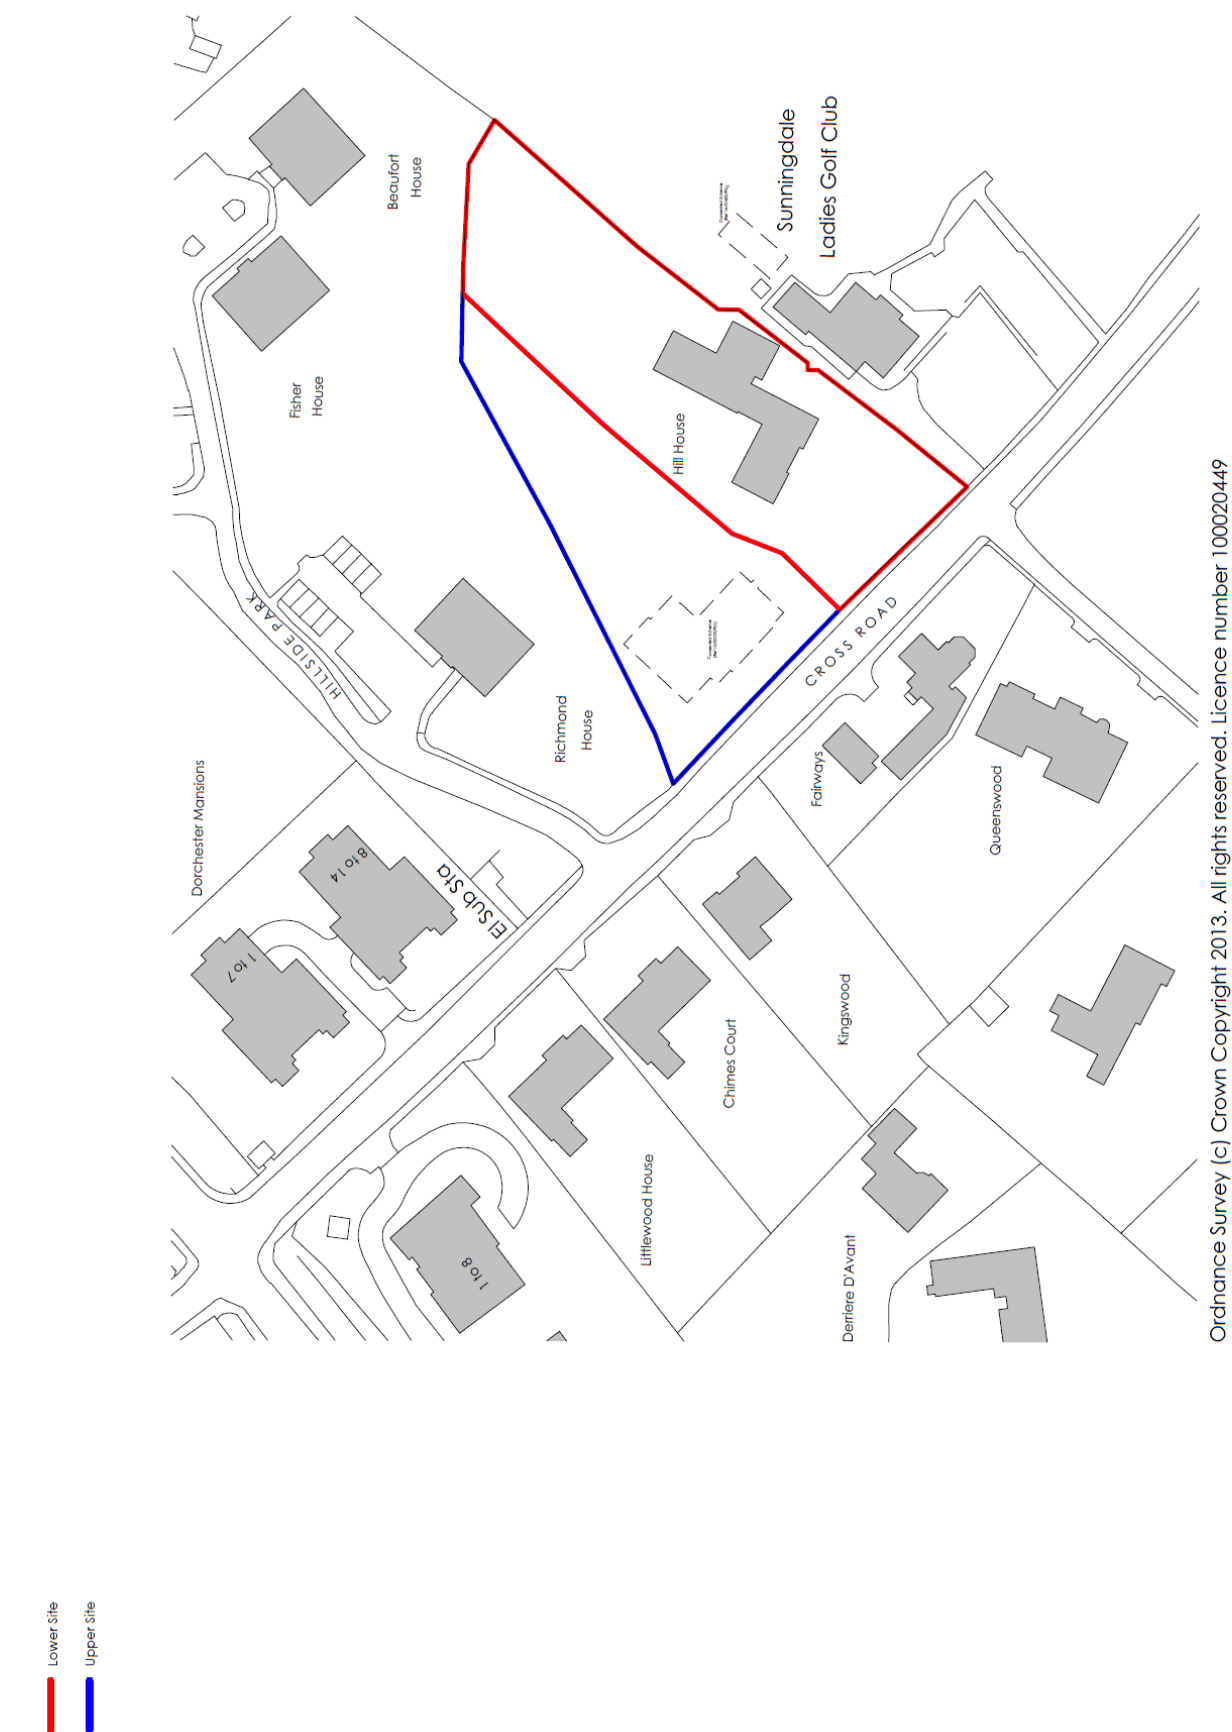 Lower Site
Upper Site
Dorchester Mansions
1 to 7
8 to 14
El Sub Sta
HILLSIDE PARK
Fisher
House
Beaufort
House
Richmond
House
Hill House
Sunningdale
Ladies Golf Club
CROSS ROAD
Fairways
Queenswood
Kingswood
Chimes Court
Littlewood House
1 to 8
Derriere D'Avant
Ordnance Survey (c) Crown Copyright 2013. All rights reserved. Licence number 100020449